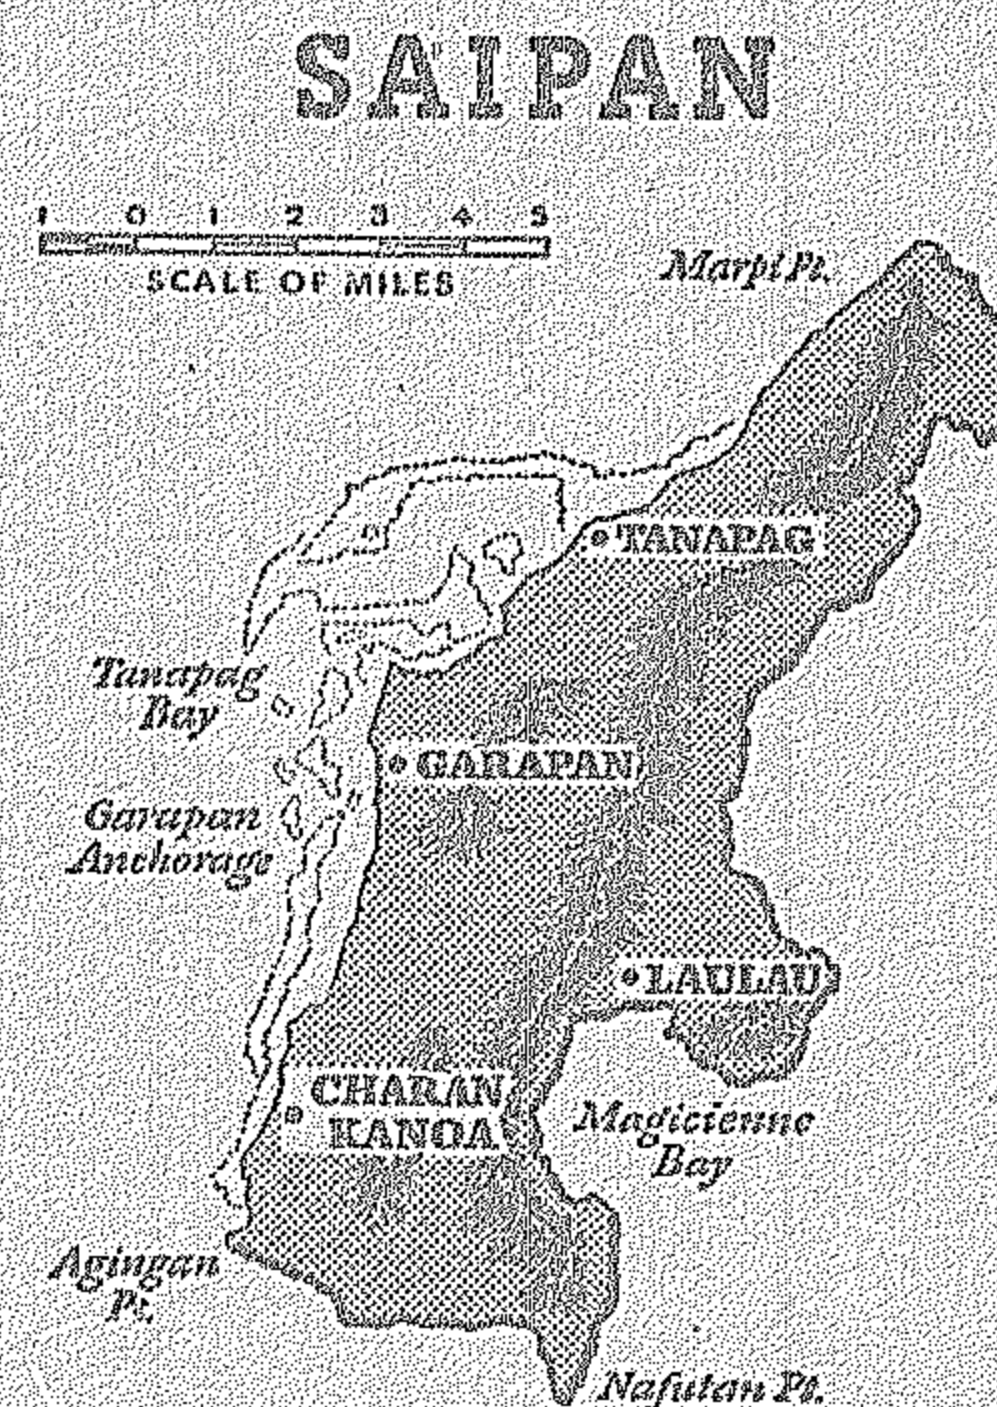 SAIPAN
1 0 1 2 3 4 5
SCALE OF MILES
Marpi Pt.
TANAPAG
Tanapag
Bay
GARAPAN
Garapan
Anchorage
LAULAU
CHARAN
KANOA
Magicienne
Bay
Agingan
Pt.
Nafutan Pt.